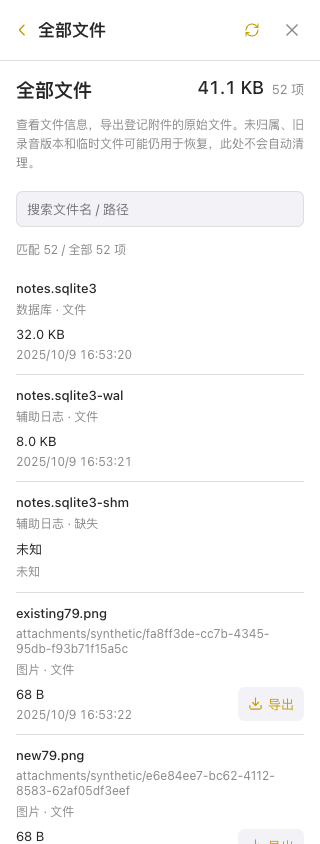 全部文件
全部文件 41.1 KB 52 项
查看文件信息，导出登记附件的原始文件。未归属、旧
录音版本和临时文件可能仍用于恢复，此处不会自动清
理。
搜索文件名 / 路径
匹配 52 / 全部 52 项
notes.sqlite3
数据库 · 文件
32.0 KB
2025/10/9 16:53:20
notes.sqlite3-wal
辅助日志 · 文件
8.0 KB
2025/10/9 16:53:21
notes.sqlite3-shm
辅助日志 · 缺失
未知
未知
existing79.png
attachments/synthetic/fa8ff3de-cc7b-4345-
95db-f93b71f15a5c
图片 · 文件
68 B
2025/10/9 16:53:22
导出
new79.png
attachments/synthetic/e6e84ee7-bc62-4112-
8583-62af05df3eef
图片 · 文件
68 B
导出